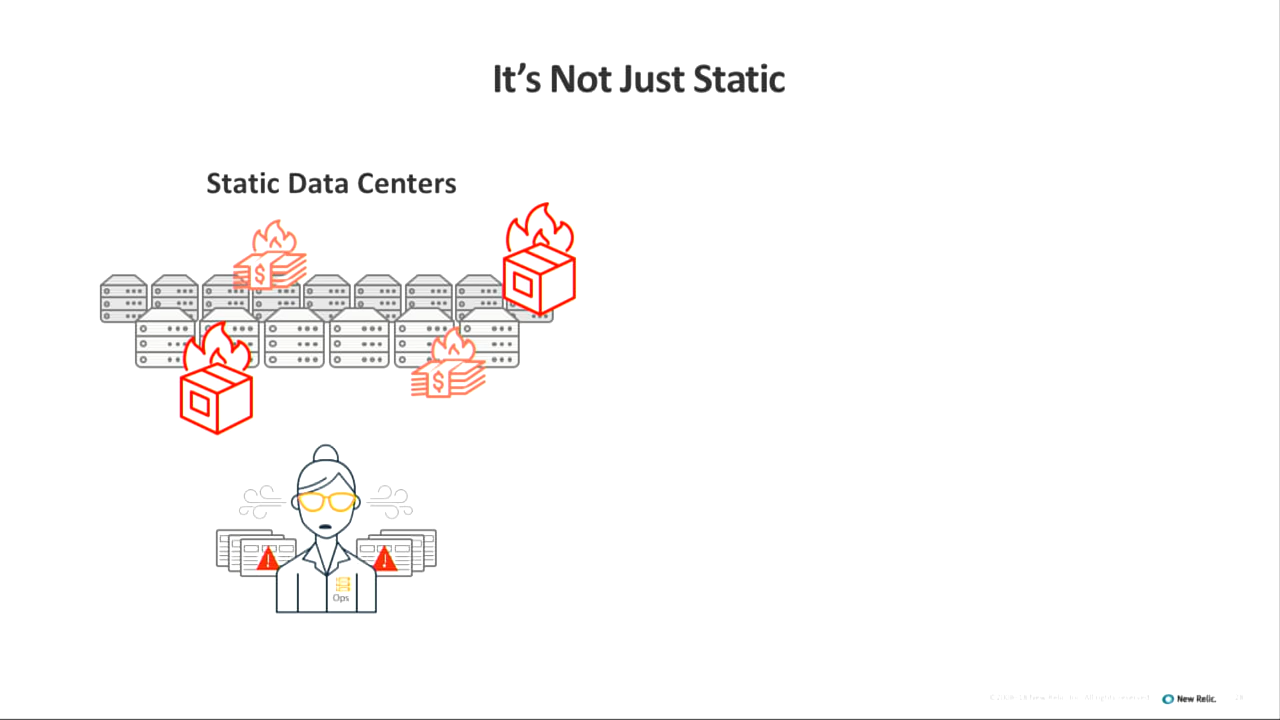 It’s Not Just Static
Static Data Centers
$
$
!
!
Ops
New Relic.